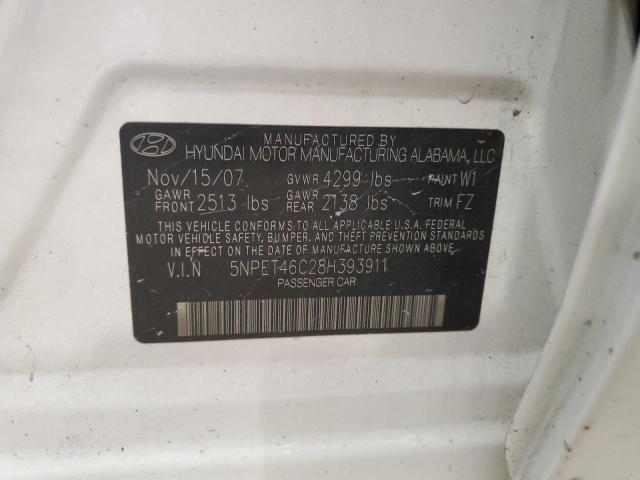 MANUFACTURED BY
HYUNDAI MOTOR MANUFACTURING ALABAMA, LLC
Nov/15/07 GVWR 4299 lbs PAINT W1
GAWR FRONT 2513 lbs GAWR REAR 2138 lbs TRIM FZ
THIS VEHICLE CONFORMS TO ALL APPLICABLE U.S.A. FEDERAL
MOTOR VEHICLE SAFETY, BUMPER, AND THEFT PREVENTION STANDARDS
IN EFFECT ON THE DATE OF MANUFACTURE SHOWN ABOVE.
V.I.N 5NPET46C28H393911
PASSENGER CAR